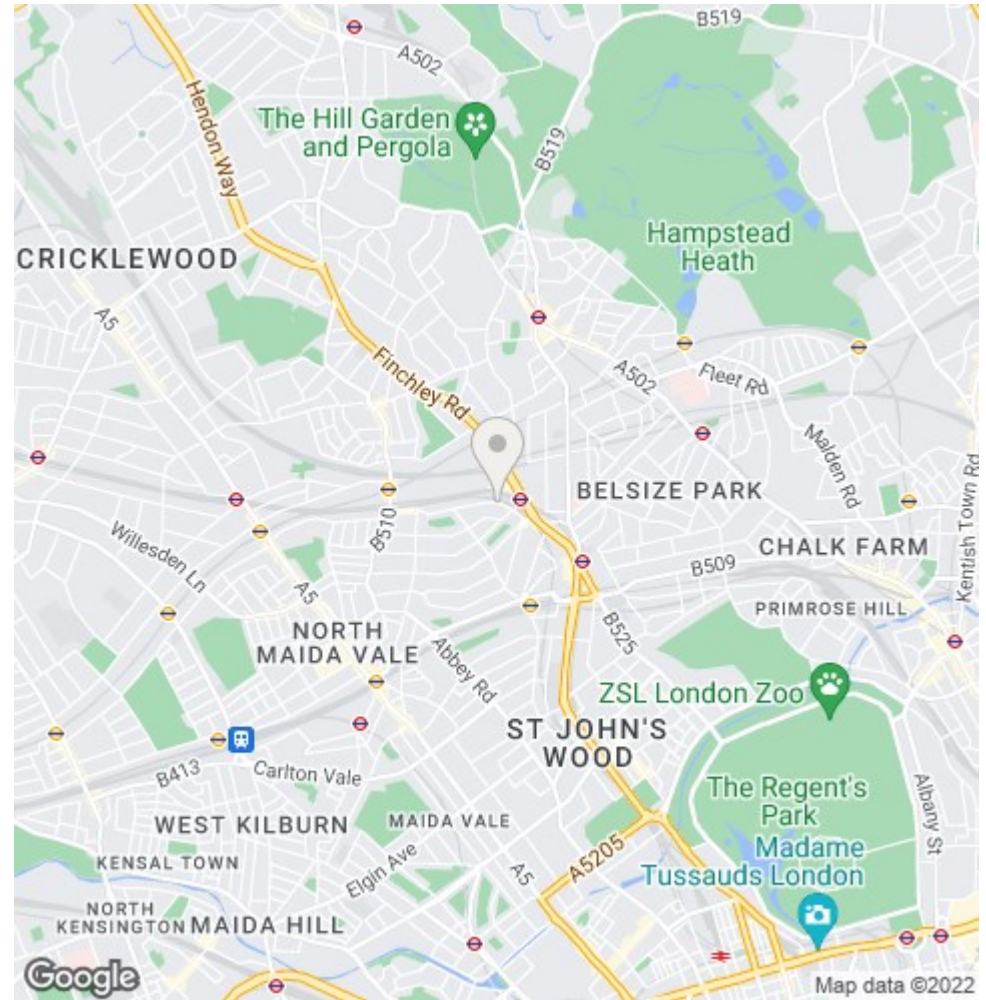 B519
A502
Hendon Way
The Hill Garden
and Pergola
B519
Hampstead
Heath
CRICKLEWOOD
A5
Finchley Rd
A502
Fleet Rd
Malden Rd
Kentish Town Rd
BELSIZE PARK
B510
Willesden Ln
CHALK FARM
B509
A5
PRIMROSE HILL
B525
NORTH
MAIDA VALE
Abbey Rd
ZSL London Zoo
ST JOHN'S
WOOD
B413
Carlton Vale
Albany St
The Regent's
Park
WEST KILBURN
MAIDA VALE
Madame
Tussauds London
KENSAL TOWN
Elgin Ave
A5
A5205
NORTH
KENSINGTON
MAIDA HILL
Google
Map data ©2022